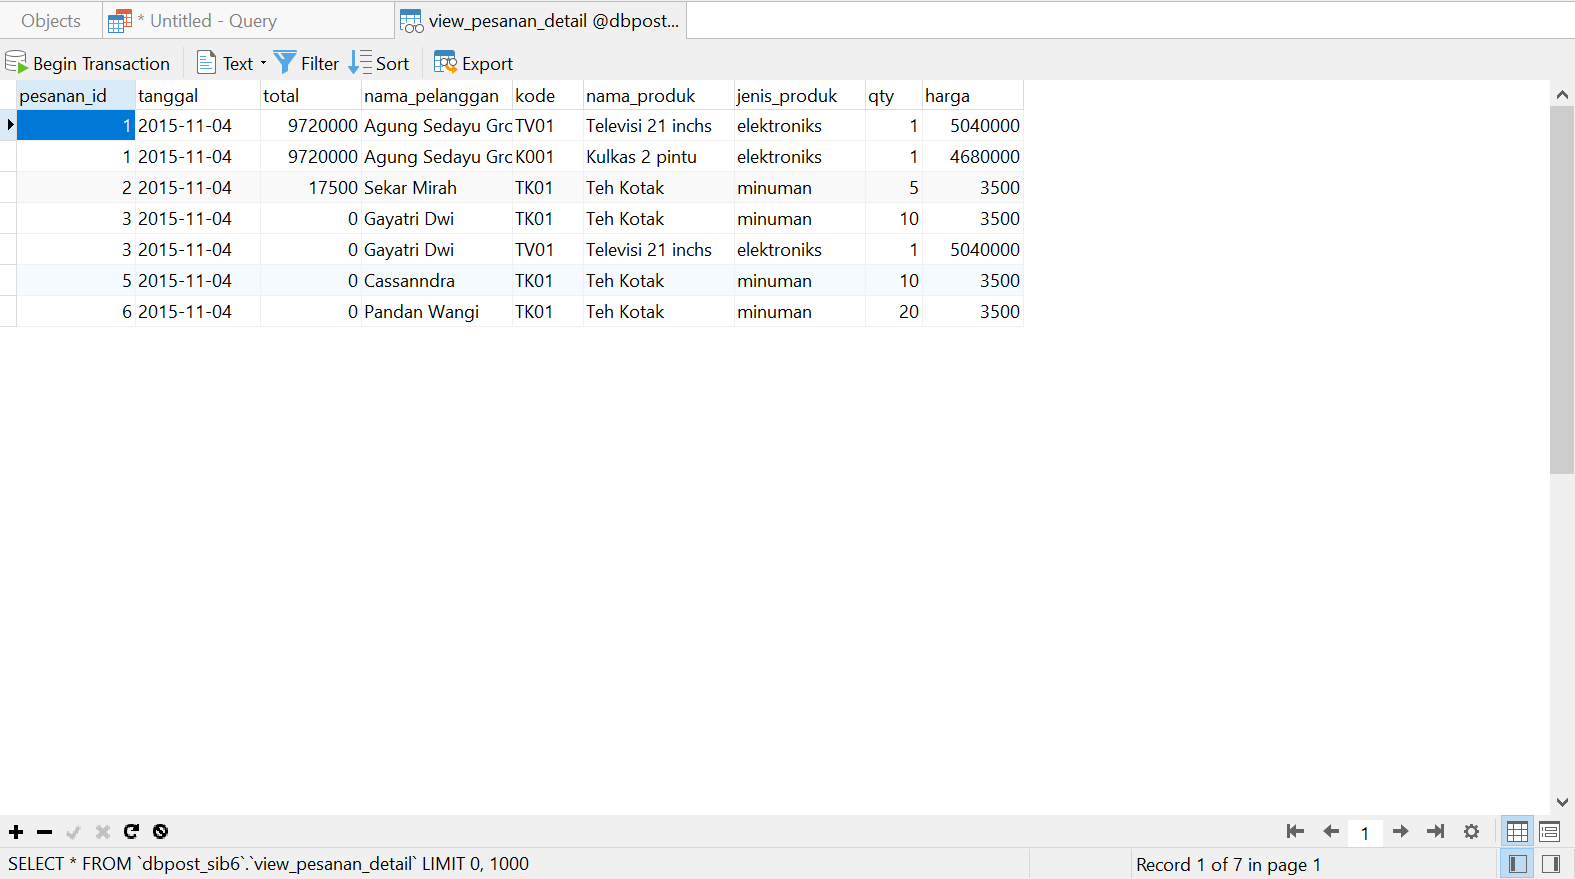 Objects * Untitled - Query view_pesanan_detail @dbpost...
Begin Transaction Text Filter Sort Export
pesanan_id tanggal total nama_pelanggan kode nama_produk jenis_produk qty harga
1 2015-11-04 9720000 Agung Sedayu Grc TV01 Televisi 21 inchs elektroniks 1 5040000
1 2015-11-04 9720000 Agung Sedayu Grc K001 Kulkas 2 pintu elektroniks 1 4680000
2 2015-11-04 17500 Sekar Mirah TK01 Teh Kotak minuman 5 3500
3 2015-11-04 0 Gayatri Dwi TK01 Teh Kotak minuman 10 3500
3 2015-11-04 0 Gayatri Dwi TV01 Televisi 21 inchs elektroniks 1 5040000
5 2015-11-04 0 Cassanndra TK01 Teh Kotak minuman 10 3500
6 2015-11-04 0 Pandan Wangi TK01 Teh Kotak minuman 20 3500
1
SELECT * FROM `dbpost_sib6`.`view_pesanan_detail` LIMIT 0, 1000 Record 1 of 7 in page 1